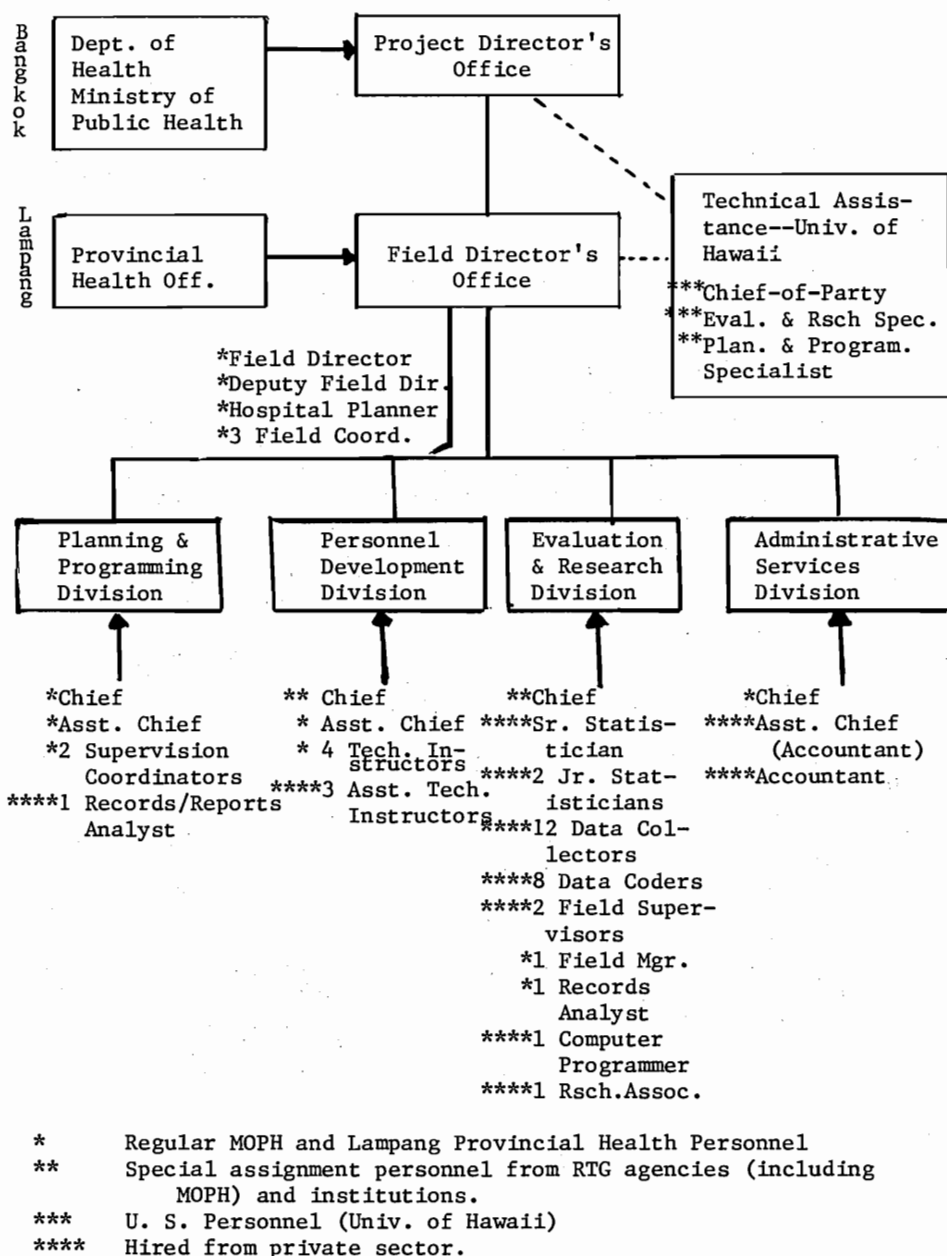 Bangkok
Dept. of
Health
Ministry of
Public Health
Project Director's
Office
Lampang
Provincial
Health Off.
Field Director's
Office
Technical Assis-
tance--Univ. of
Hawaii
***Chief-of-Party
***Eval. & Rsch Spec.
**Plan. & Program.
Specialist
*Field Director
*Deputy Field Dir.
*Hospital Planner
*3 Field Coord.
Planning &
Programming
Division
Personnel
Development
Division
Evaluation
& Research
Division
Administrative
Services
Division
*Chief
*Asst. Chief
*2 Supervision
Coordinators
****1 Records/Reports
Analyst
** Chief
* Asst. Chief
* 4 Tech. In-
structors
****3 Asst. Tech.
Instructors
**Chief
****Sr. Statis-
tician
****2 Jr. Stat-
isticians
****12 Data Col-
lectors
****8 Data Coders
****2 Field Super-
visors
*1 Field Mgr.
*1 Records
Analyst
****1 Computer
Programmer
****1 Rsch.Assoc.
*Chief
****Asst. Chief
(Accountant)
****Accountant
* Regular MOPH and Lampang Provincial Health Personnel
** Special assignment personnel from RTG agencies (including
MOPH) and institutions.
*** U. S. Personnel (Univ. of Hawaii)
**** Hired from private sector.